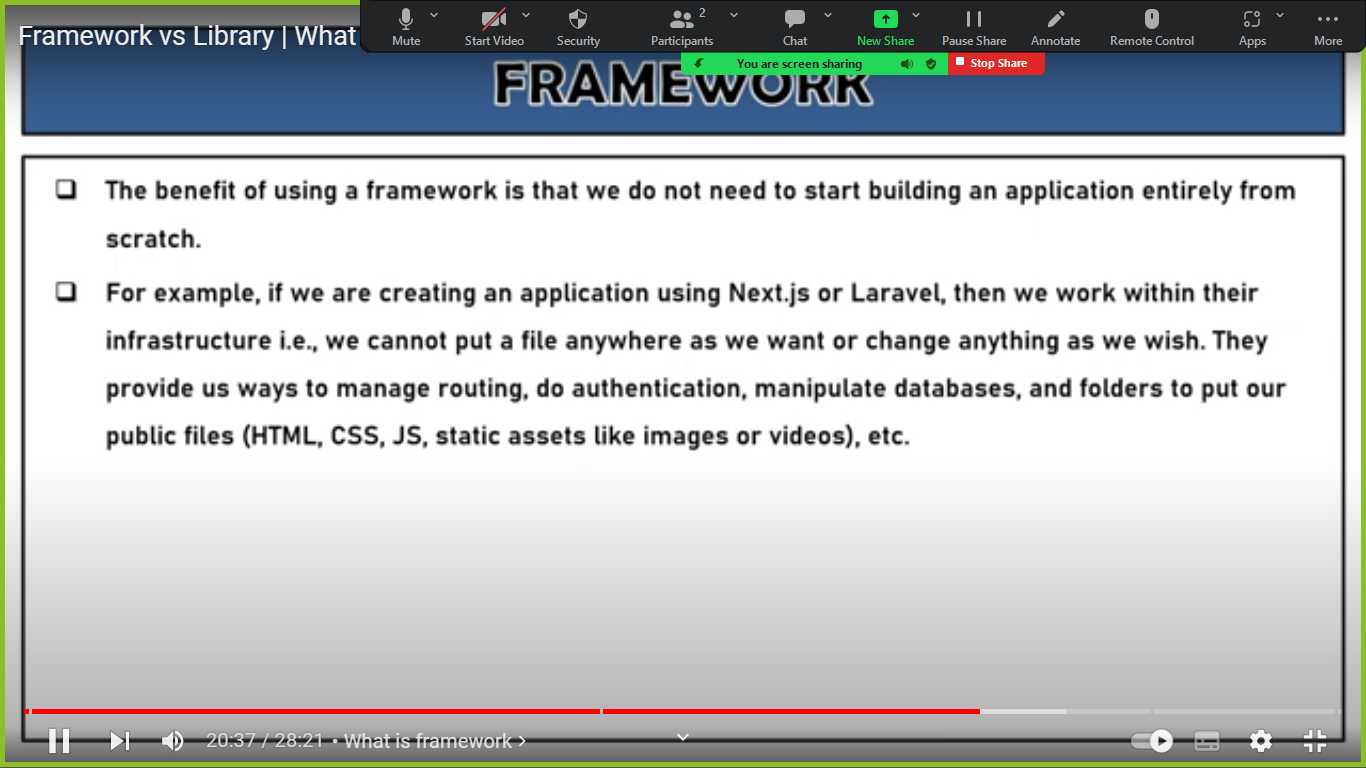 Framework vs Library | What
Mute
Start Video
Security
Participants
2
Chat
New Share
Pause Share
Annotate
Remote Control
Apps
More
You are screen sharing
Stop Share
FRAMEWORK
The benefit of using a framework is that we do not need to start building an application entirely from
scratch.
For example, if we are creating an application using Next.js or Laravel, then we work within their
infrastructure i.e., we cannot put a file anywhere as we want or change anything as we wish. They
provide us ways to manage routing, do authentication, manipulate databases, and folders to put our
public files (HTML, CSS, JS, static assets like images or videos), etc.
20:37 / 28:21 • What is framework >